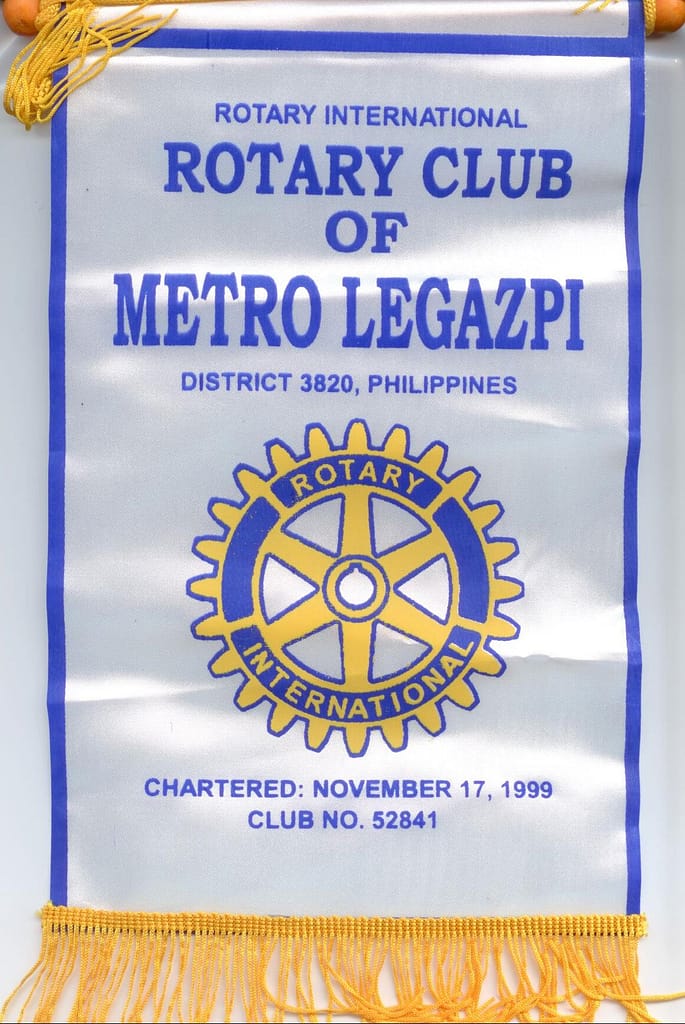 ROTARY INTERNATIONAL
ROTARY CLUB
OF
METRO LEGAZPI
DISTRICT 3820, PHILIPPINES
ROTARY
INTERNATIONAL
CHARTERED: NOVEMBER 17, 1999
CLUB NO. 52841